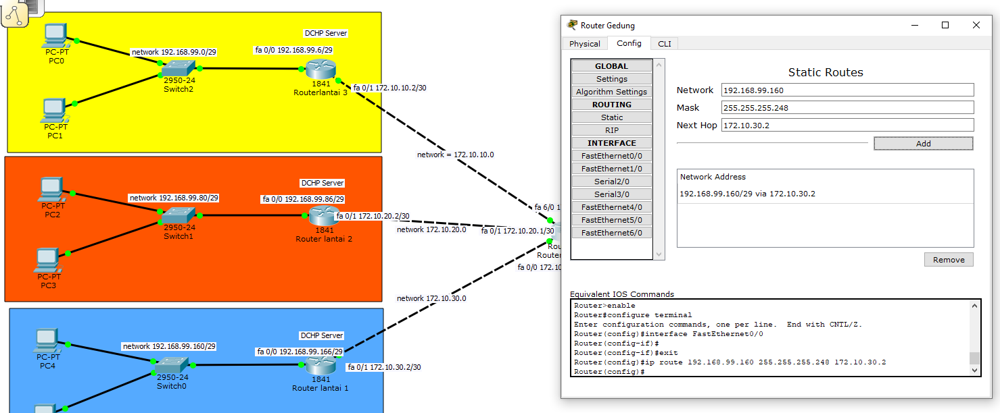 DCHP Server
fa 0/0 192.168.99.6/29
network 192.168.99.0/29
PC-PT
PC0
2950-24
Switch2
1841
Routerlantai 3
fa 0/1 172.10.10.2/30
PC-PT
PC1
network = 172.10.10.0
DCHP Server
network 192.168.99.80/29
fa 0/0 192.168.99.86/29
PC-PT
PC2
2950-24
Switch1
fa 0/1 172.10.20.2/30
1841
Router lantai 2
network 172.10.20.0
PC-PT
PC3
fa 6/0 1
fa 0/1 172.10.20.1/30
Rou
Router
fa 0/0 172.10
network 172.10.30.0
DCHP Server
network 192.168.99.160/29
fa 0/0 192.168.99.166/29
PC-PT
PC4
2950-24
Switch0
fa 0/1 172.10.30.2/30
1841
Router lantai 1
Router Gedung
Physical Config CLI
GLOBAL
Settings
Algorithm Settings
ROUTING
Static
RIP
INTERFACE
FastEthernet0/0
FastEthernet1/0
Serial2/0
Serial3/0
FastEthernet4/0
FastEthernet5/0
FastEthernet6/0
Static Routes
Network 192.168.99.160
Mask 255.255.255.248
Next Hop 172.10.30.2
Add
Network Address
192.168.99.160/29 via 172.10.30.2
Remove
Equivalent IOS Commands
Router>enable
Router#configure terminal
Enter configuration commands, one per line.  End with CNTL/Z.
Router(config)#interface FastEthernet0/0
Router(config-if)#
Router(config-if)#exit
Router(config)#ip route 192.168.99.160 255.255.255.248 172.10.30.2
Router(config)#